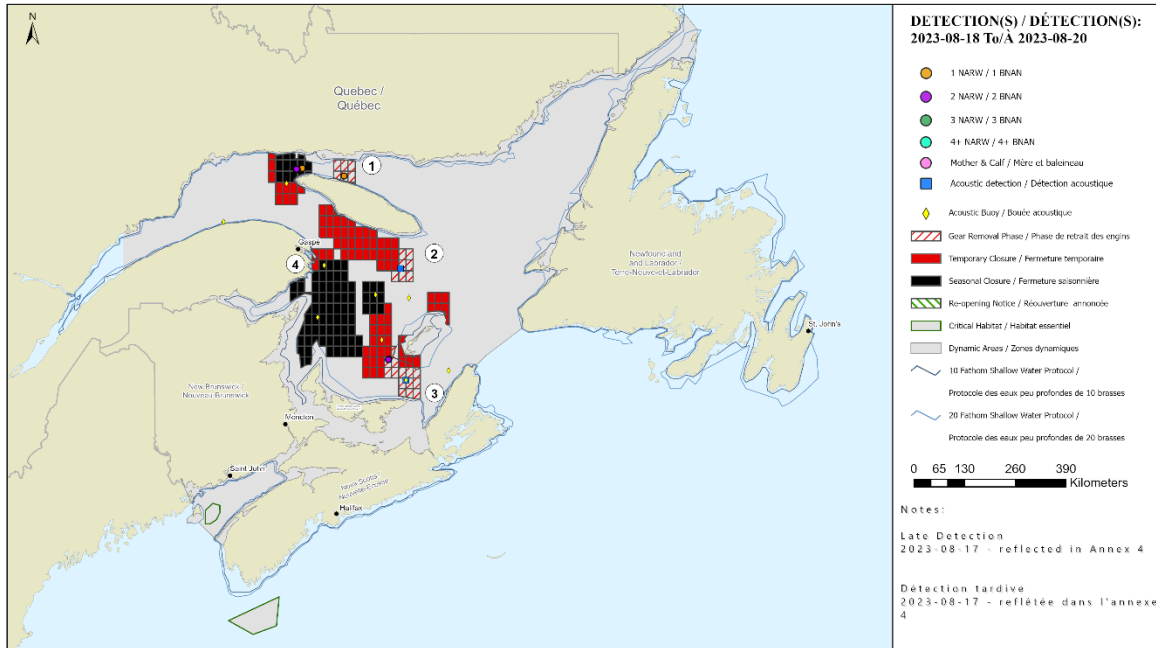 N
Quebec /
Québec
1
2
Gaspé
4
3
Newfoundland
and Labrador -
Terre-Neuve-et-Labrador
St. John's
New Brunswick -
Nouveau-Brunswick
Moncton
Saint John
Nova Scotia /
Nouvelle-Écosse
Halifax
DETECTION(S) / DÉTECTION(S):
2023-08-18 To/À 2023-08-20
1 NARW / 1 BNAN
2 NARW / 2 BNAN
3 NARW / 3 BNAN
4+ NARW / 4+ BNAN
Mother & Calf / Mère et baleineau
Acoustic detection / Détection acoustique
Acoustic Buoy / Bouée acoustique
Gear Removal Phase / Phase de retrait des engins
Temporary Closure / Fermeture temporaire
Seasonal Closure / Fermeture saisonnière
Re-opening Notice / Réouverture annoncée
Critical Habitat / Habitat essentiel
Dynamic Areas / Zones dynamiques
10 Fathom Shallow Water Protocol /
Protocole des eaux peu profondes de 10 brasses
20 Fathom Shallow Water Protocol /
Protocole des eaux peu profondes de 20 brasses
0 65 130 260 390
Kilometers
Notes:
Late Detection
2023-08-17 - reflected in Annex 4
Détection tardive
2023-08-17 - reflétée dans l'annexe
4